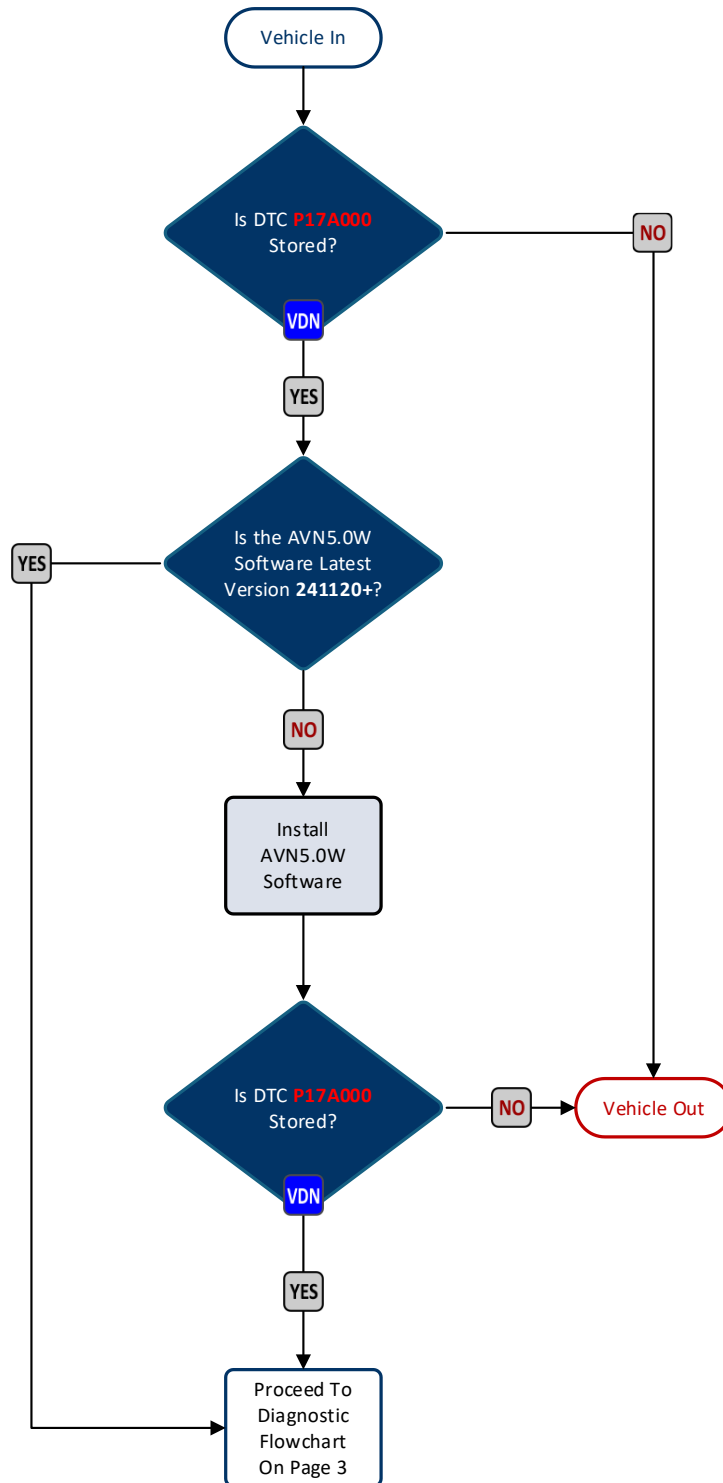 Vehicle In
Is DTC P17A000
Stored?
NO
VDN
YES
Is the AVN5.0W
Software Latest
Version 241120+?
YES
NO
Install
AVN5.0W
Software
Is DTC P17A000
Stored?
NO
Vehicle Out
VDN
YES
Proceed To
Diagnostic
Flowchart
On Page 3